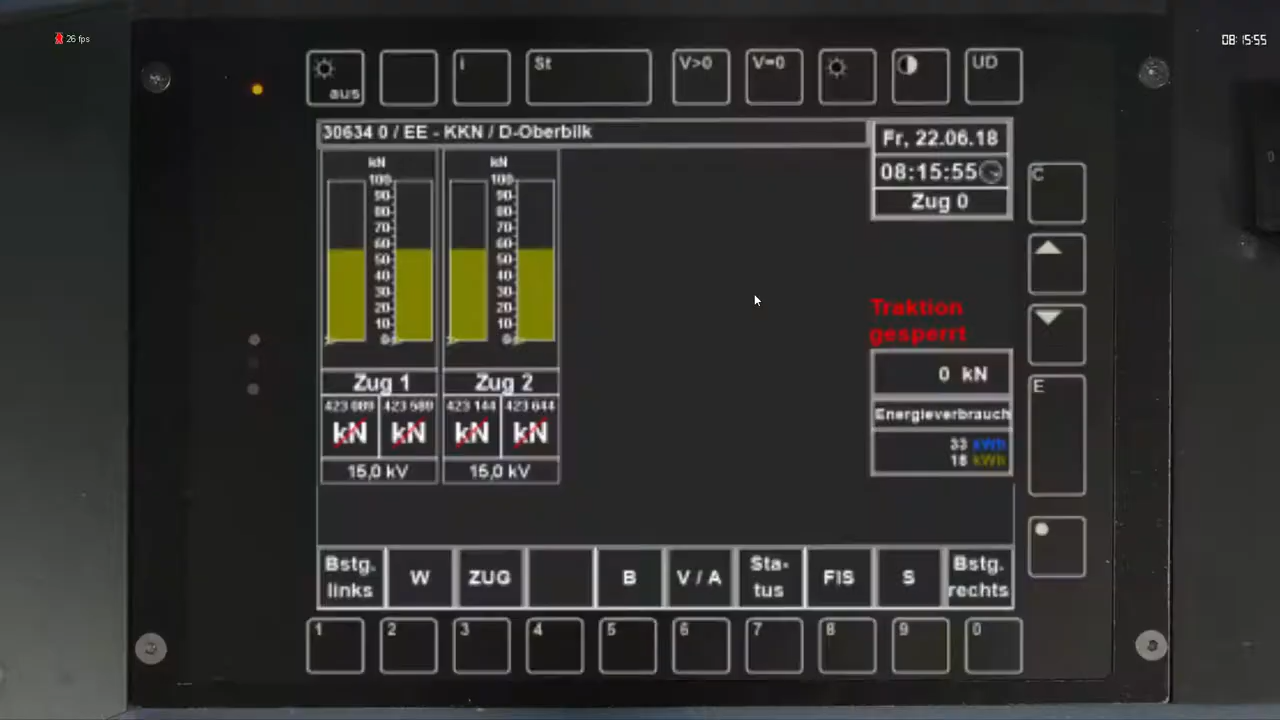 26 fps
08:15:55
aus
i
St
V>0
V=0
UD
30634 0 / EE - KKN / D-Oberbilk
Fr, 22.06.18
08:15:55
Zug 0
C
kN
100
90
80
70
60
50
40
30
20
10
0
kN
100
90
80
70
60
50
40
30
20
10
0
Traktion
gesperrt
0 kN
E
Zug 1
Zug 2
423 589
423 144
423 644
kN
kN
kN
kN
Energieverbrauch
33 kWh
18 kWh
15,0 kV
15,0 kV
Bstg. links
W
ZUG
B
V / A
Sta-
tus
FIS
S
Bstg. rechts
1
2
3
4
5
6
7
8
9
0